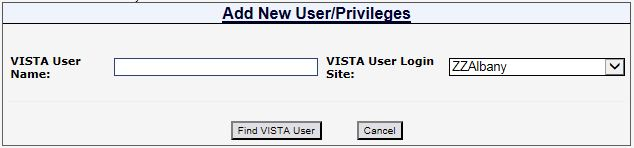 Add New User/Privileges
VISTA User Name:
VISTA User Login Site:
ZZAlbany
Find VISTA User
Cancel